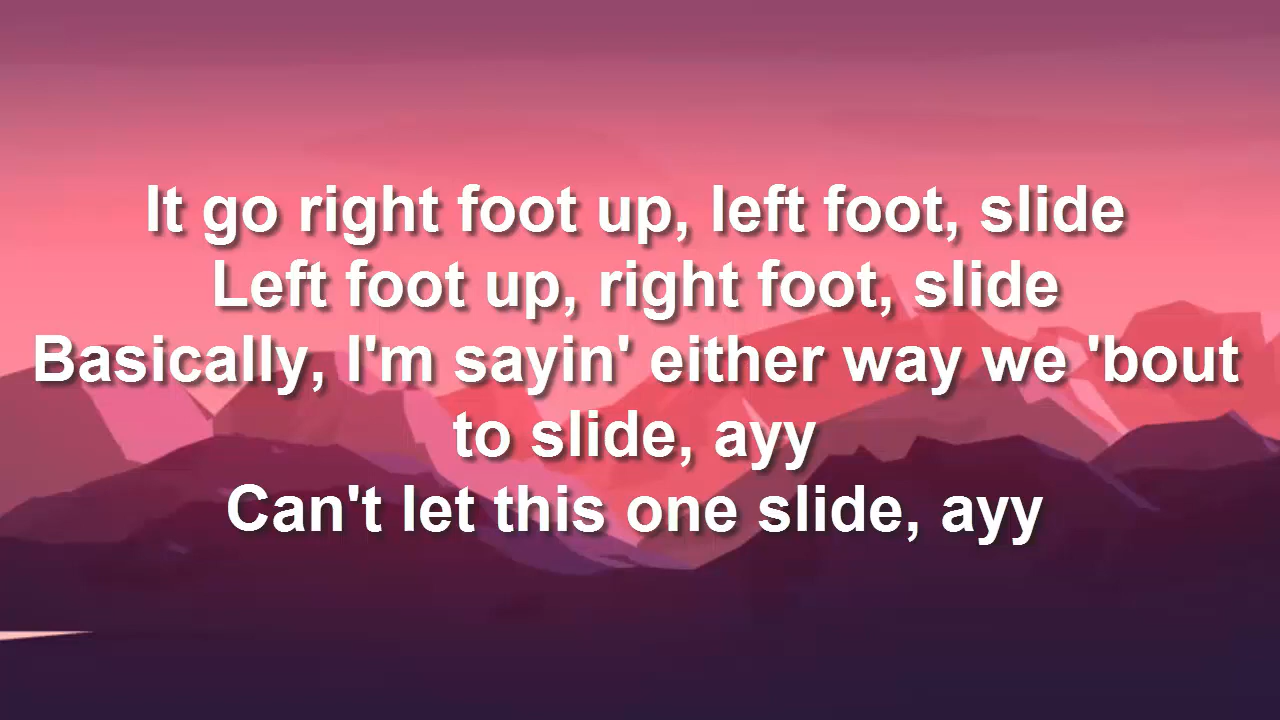 It go right foot up, left foot, slide
Left foot up, right foot, slide
Basically, I'm sayin' either way we 'bout
to slide, ayy
Can't let this one slide, ayy